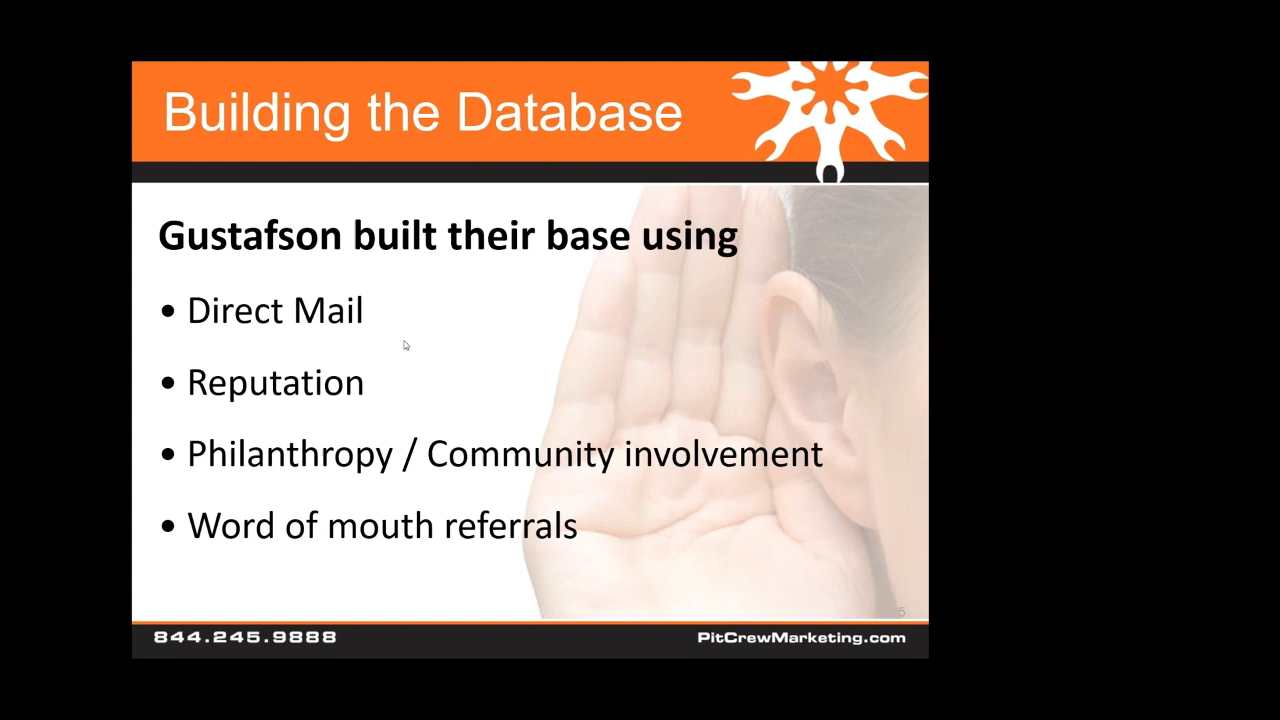 Building the Database
Gustafson built their base using
• Direct Mail
• Reputation
• Philanthropy / Community involvement
• Word of mouth referrals
5
844.245.9888
PitCrewMarketing.com